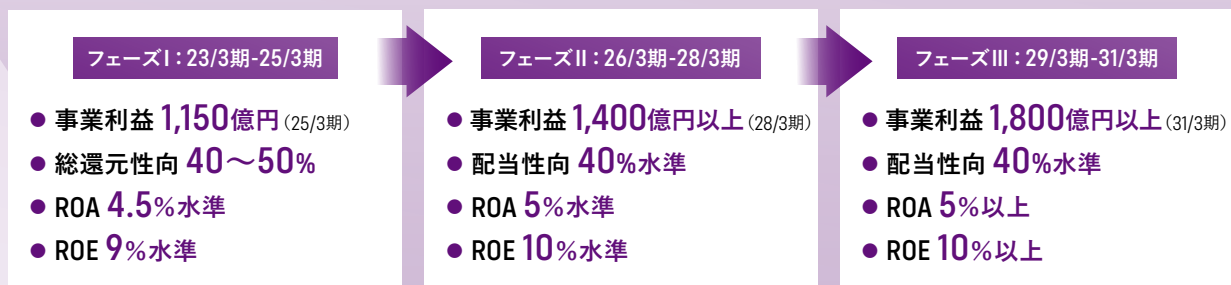 フェーズⅠ：23/3期-25/3期
● 事業利益 1,150億円（25/3期）
● 総還元性向 40～50%
● ROA 4.5%水準
● ROE 9%水準
フェーズⅡ：26/3期-28/3期
● 事業利益 1,400億円以上（28/3期）
● 配当性向 40%水準
● ROA 5%水準
● ROE 10%水準
フェーズⅢ：29/3期-31/3期
● 事業利益 1,800億円以上（31/3期）
● 配当性向 40%水準
● ROA 5%以上
● ROE 10%以上